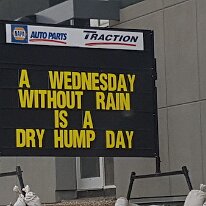 NAPA AUTO PARTS TRACTION
A WEDNESDAY
WITHOUT RAIN
IS A
DRY HUMP DAY